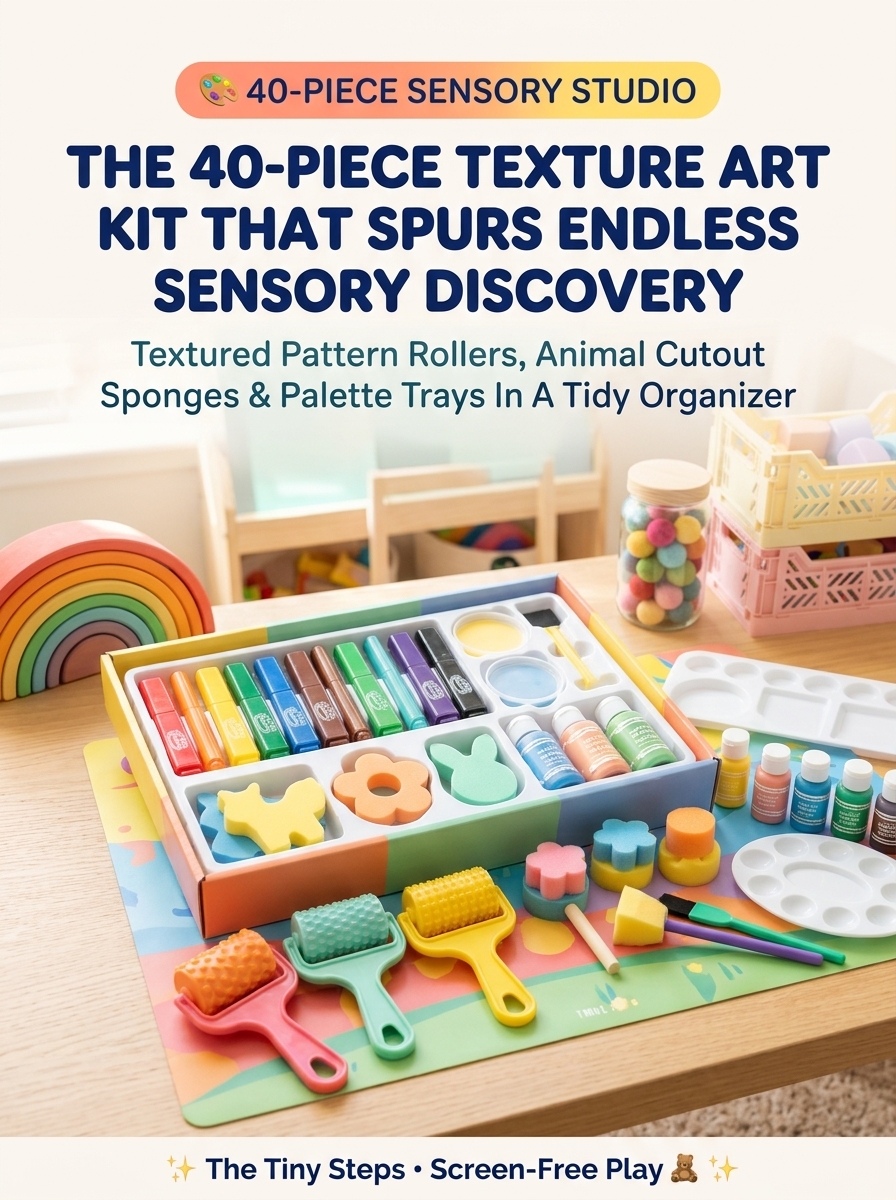 🎨 40-PIECE SENSORY STUDIO
THE 40-PIECE TEXTURE ART
KIT THAT SPURS ENDLESS
SENSORY DISCOVERY
Textured Pattern Rollers, Animal Cutout
Sponges & Palette Trays In A Tidy Organizer
✨ The Tiny Steps • Screen-Free Play 🧸 ✨